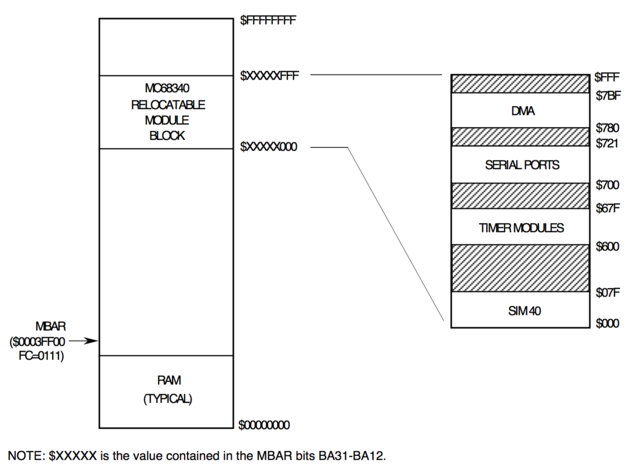 $FFFFFFFF
$XXXXXFFF
MC68340
RELOCATABLE
MODULE
BLOCK
$XXXXX000
MBAR
($0003FF00
FC=0111)
RAM
(TYPICAL)
$00000000
$FFF
$7BF
DMA
$780
$721
SERIAL PORTS
$700
$67F
TIMER MODULES
$600
$07F
SIM 40
$000
NOTE: $XXXXX is the value contained in the MBAR bits BA31-BA12.